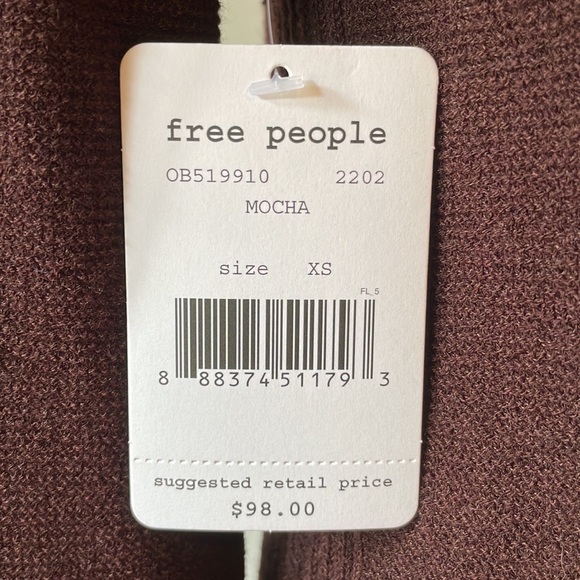 free people
OB519910 2202
MOCHA
size XS
FL_5
8 88374 51179 3
suggested retail price
$98.00